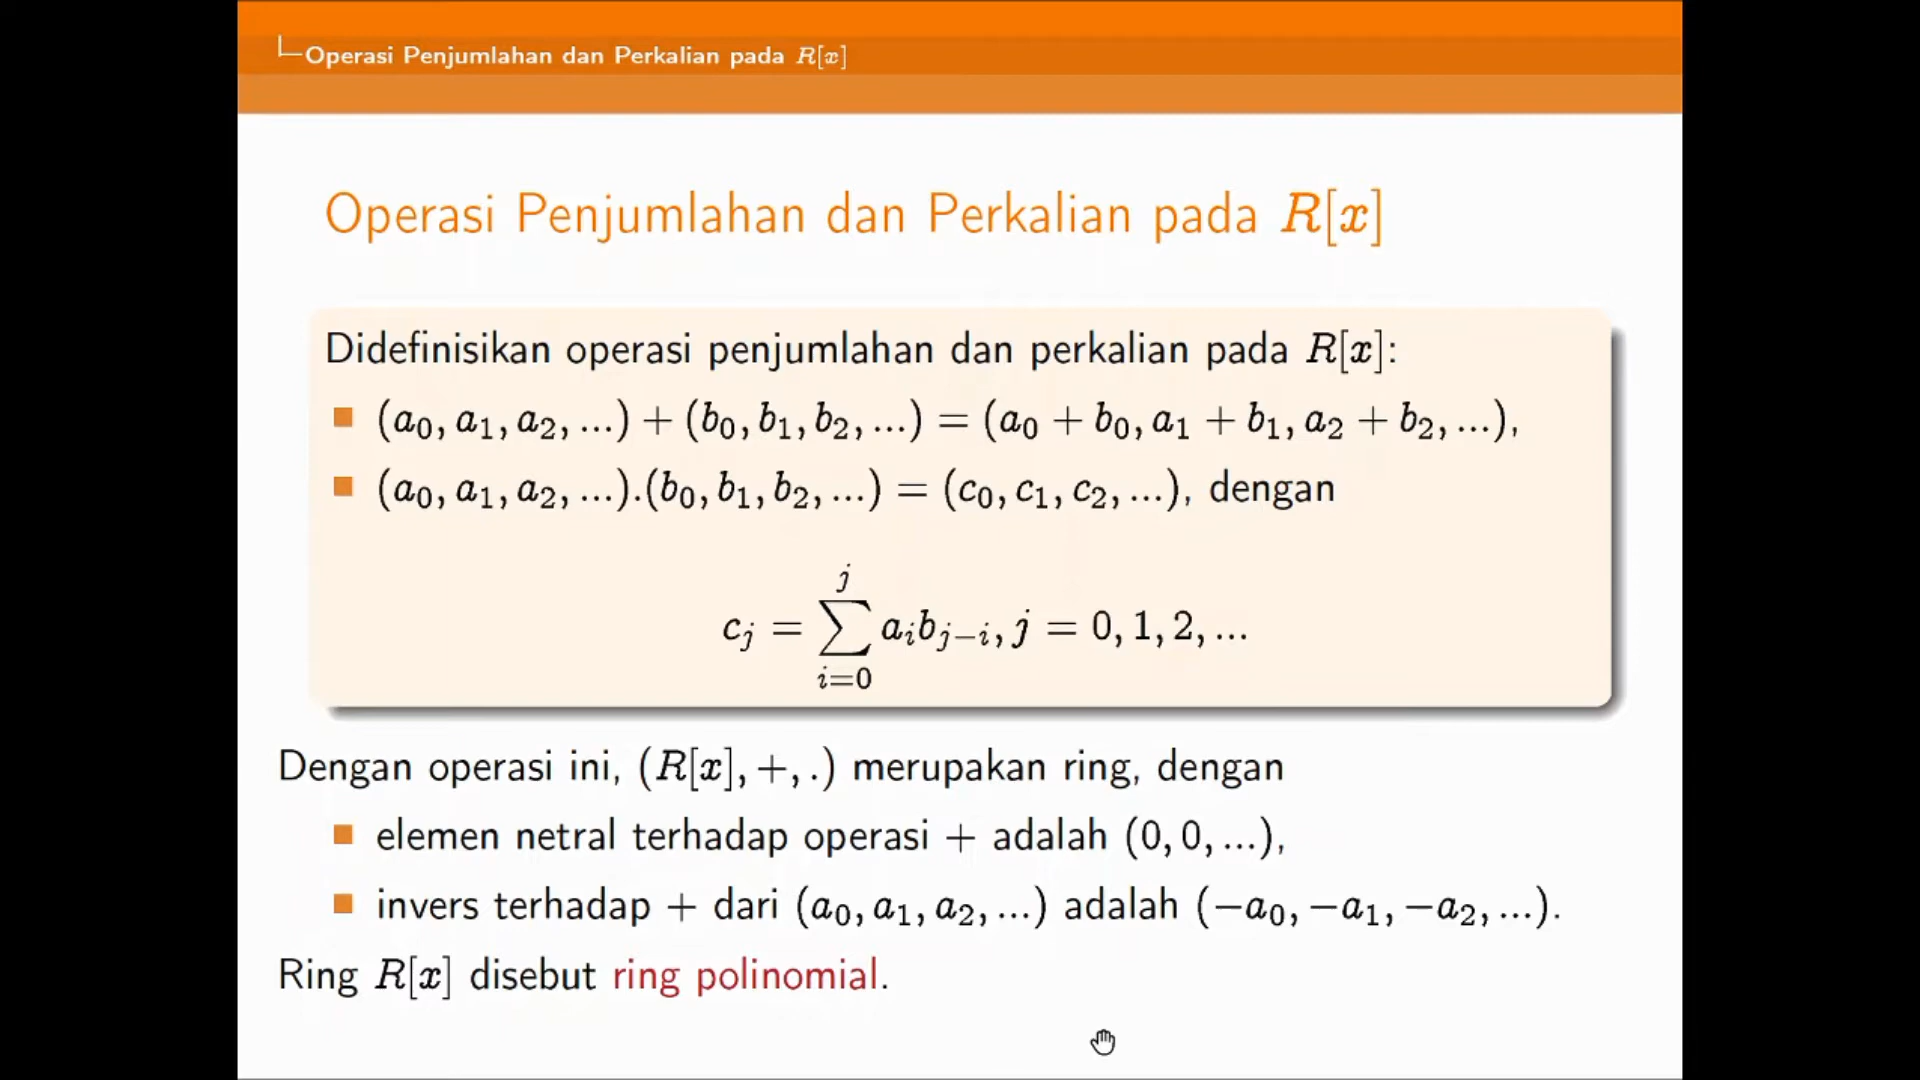 Operasi Penjumlahan dan Perkalian pada R[x]
Operasi Penjumlahan dan Perkalian pada R[x]
Didefinisikan operasi penjumlahan dan perkalian pada R[x]:
(a₀, a₁, a₂, ...) + (b₀, b₁, b₂, ...) = (a₀ + b₀, a₁ + b₁, a₂ + b₂, ...),
(a₀, a₁, a₂, ...).(b₀, b₁, b₂, ...) = (c₀, c₁, c₂, ...), dengan
c_j = ∑_{i=0}^{j} a_i b_{j−i}, j = 0, 1, 2, ...
Dengan operasi ini, (R[x], +, .) merupakan ring, dengan
elemen netral terhadap operasi + adalah (0, 0, ...),
invers terhadap + dari (a₀, a₁, a₂, ...) adalah (−a₀, −a₁, −a₂, ...).
Ring R[x] disebut ring polinomial.